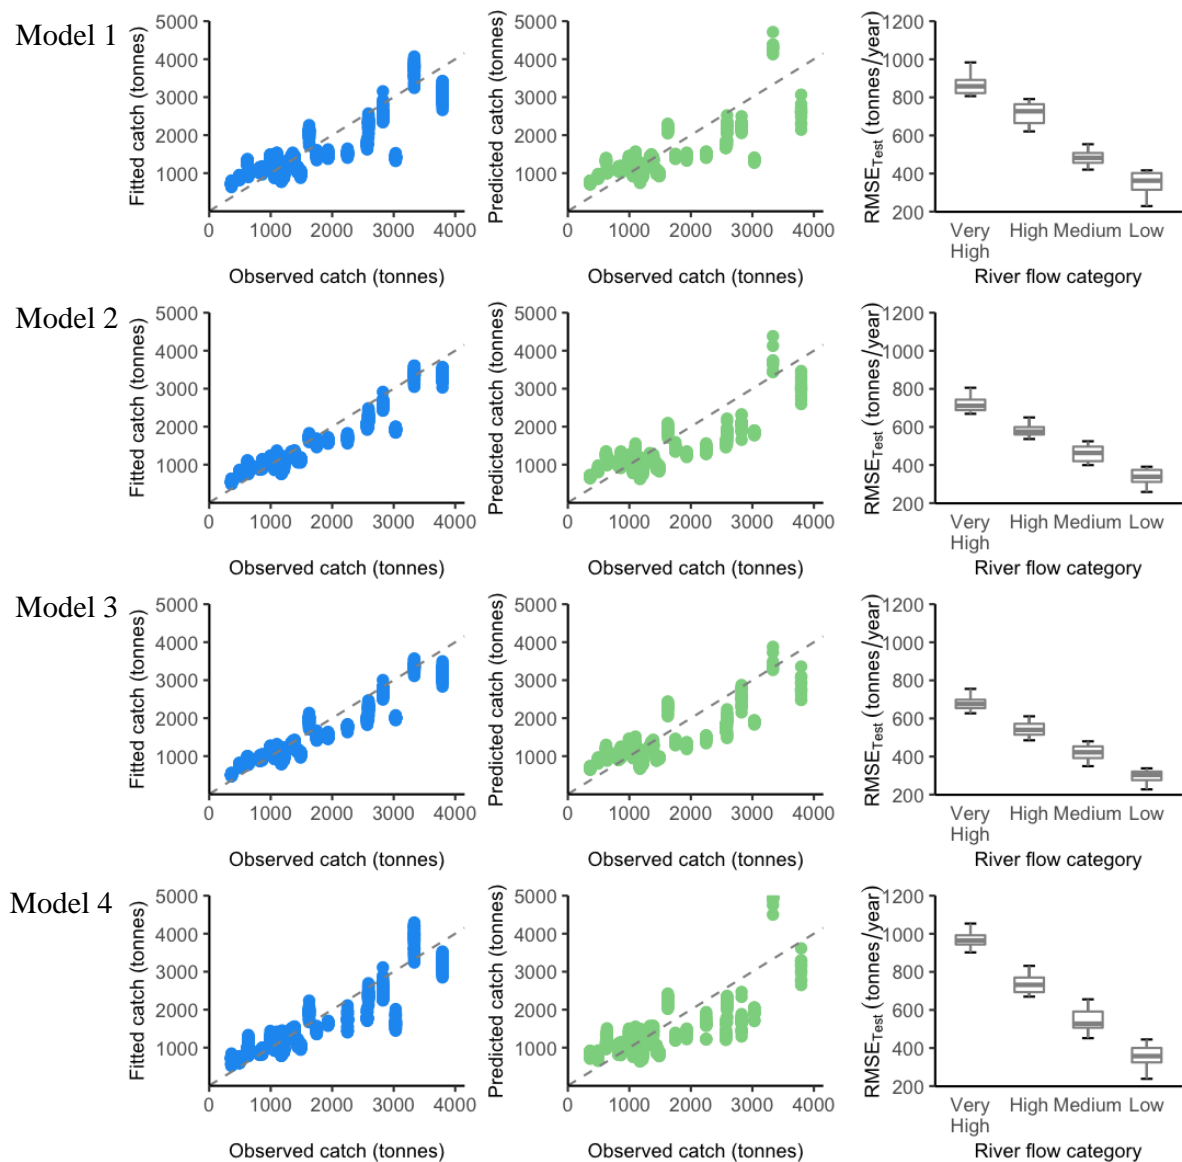 Model 1
Fitted catch (tonnes)
5000
4000
3000
2000
1000
0
1000
2000
3000
4000
Observed catch (tonnes)
Predicted catch (tonnes)
5000
4000
3000
2000
1000
0
1000
2000
3000
4000
Observed catch (tonnes)
RMSE Test (tonnes/year)
1200
1000
800
600
400
200
Very High
High
Medium
Low
River flow category
Model 2
Fitted catch (tonnes)
5000
4000
3000
2000
1000
0
1000
2000
3000
4000
Observed catch (tonnes)
Predicted catch (tonnes)
5000
4000
3000
2000
1000
0
1000
2000
3000
4000
Observed catch (tonnes)
RMSE Test (tonnes/year)
1200
1000
800
600
400
200
Very High
High
Medium
Low
River flow category
Model 3
Fitted catch (tonnes)
5000
4000
3000
2000
1000
0
1000
2000
3000
4000
Observed catch (tonnes)
Predicted catch (tonnes)
5000
4000
3000
2000
1000
0
1000
2000
3000
4000
Observed catch (tonnes)
RMSE Test (tonnes/year)
1200
1000
800
600
400
200
Very High
High
Medium
Low
River flow category
Model 4
Fitted catch (tonnes)
5000
4000
3000
2000
1000
0
1000
2000
3000
4000
Observed catch (tonnes)
Predicted catch (tonnes)
5000
4000
3000
2000
1000
0
1000
2000
3000
4000
Observed catch (tonnes)
RMSE Test (tonnes/year)
1200
1000
800
600
400
200
Very High
High
Medium
Low
River flow category